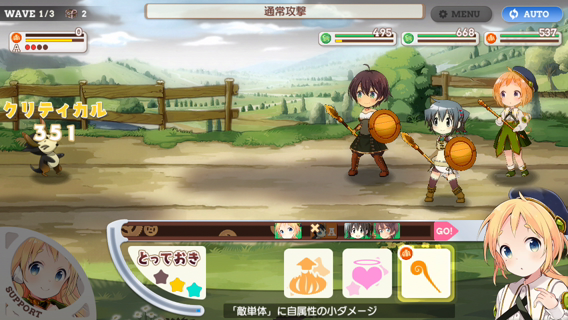 WAVE 1/3
2
通常攻撃
MENU
AUTO
0
A
495
668
537
クリティカル
351
A
GO!
とっておき
SUPPORT
「敵単体」に自属性の小ダメージ